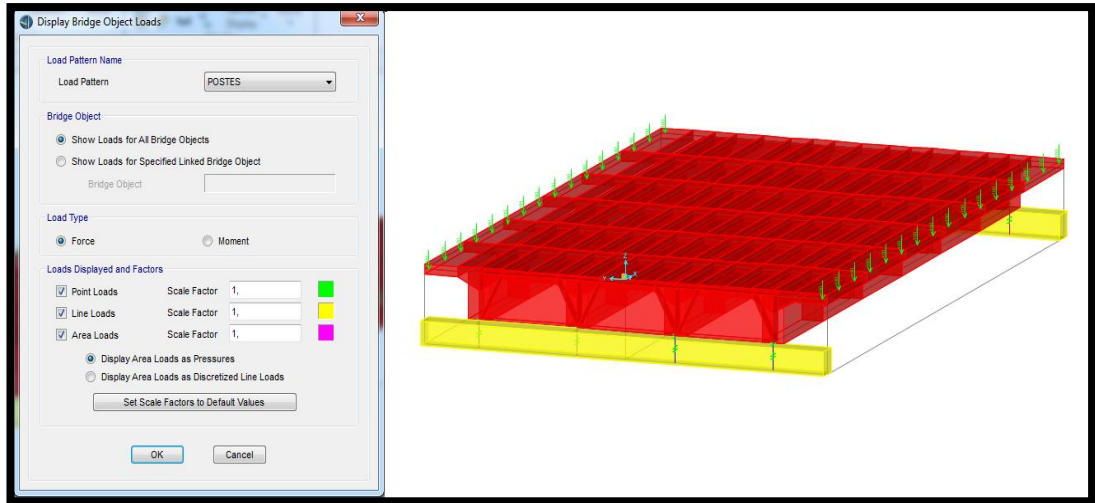 Display Bridge Object Loads
Load Pattern Name
Load Pattern POSTES
Bridge Object
Show Loads for All Bridge Objects
Show Loads for Specified Linked Bridge Object
Bridge Object
Load Type
Force Moment
Loads Displayed and Factors
Point Loads Scale Factor 1,
Line Loads Scale Factor 1,
Area Loads Scale Factor 1,
Display Area Loads as Pressures
Display Area Loads as Discretized Line Loads
Set Scale Factors to Default Values
OK Cancel
Z
Y X